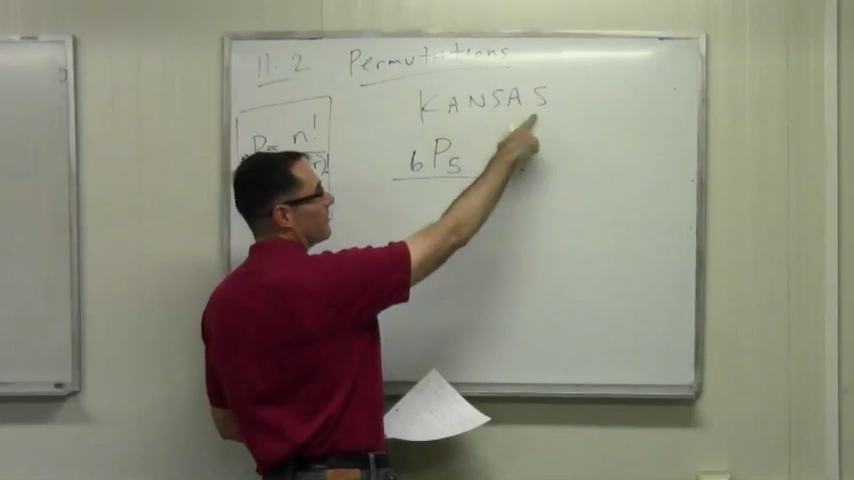 11.2 Permutations
KANSAS
P = n!
6P5